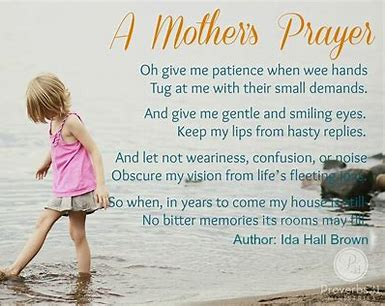 A Mother's Prayer
Oh give me patience when wee hands
Tug at me with their small demands.
And give me gentle and smiling eyes.
Keep my lips from hasty replies.
And let not weariness, confusion, or noise
Obscure my vision from life's fleeting joys.
So when, in years to come my house is still
No bitter memories its rooms may fill.
Author: Ida Hall Brown
P31
Proverbs 31
MINISTRIES